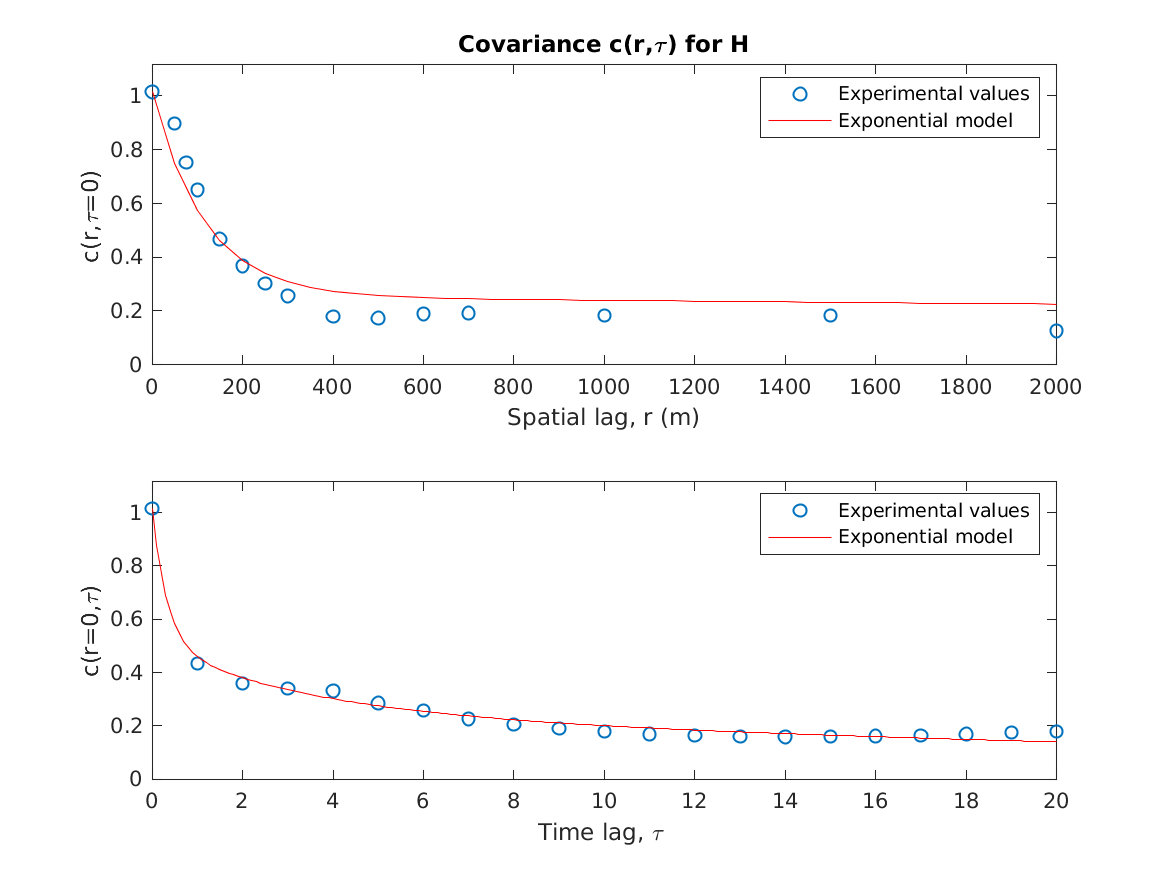 Covariance c(r,τ) for H
c(r,τ=0)
1
0.8
0.6
0.4
0.2
0
Experimental values
Exponential model
0 200 400 600 800 1000 1200 1400 1600 1800 2000
Spatial lag, r (m)
c(r=0,τ)
1
0.8
0.6
0.4
0.2
0
Experimental values
Exponential model
0 2 4 6 8 10 12 14 16 18 20
Time lag, τ